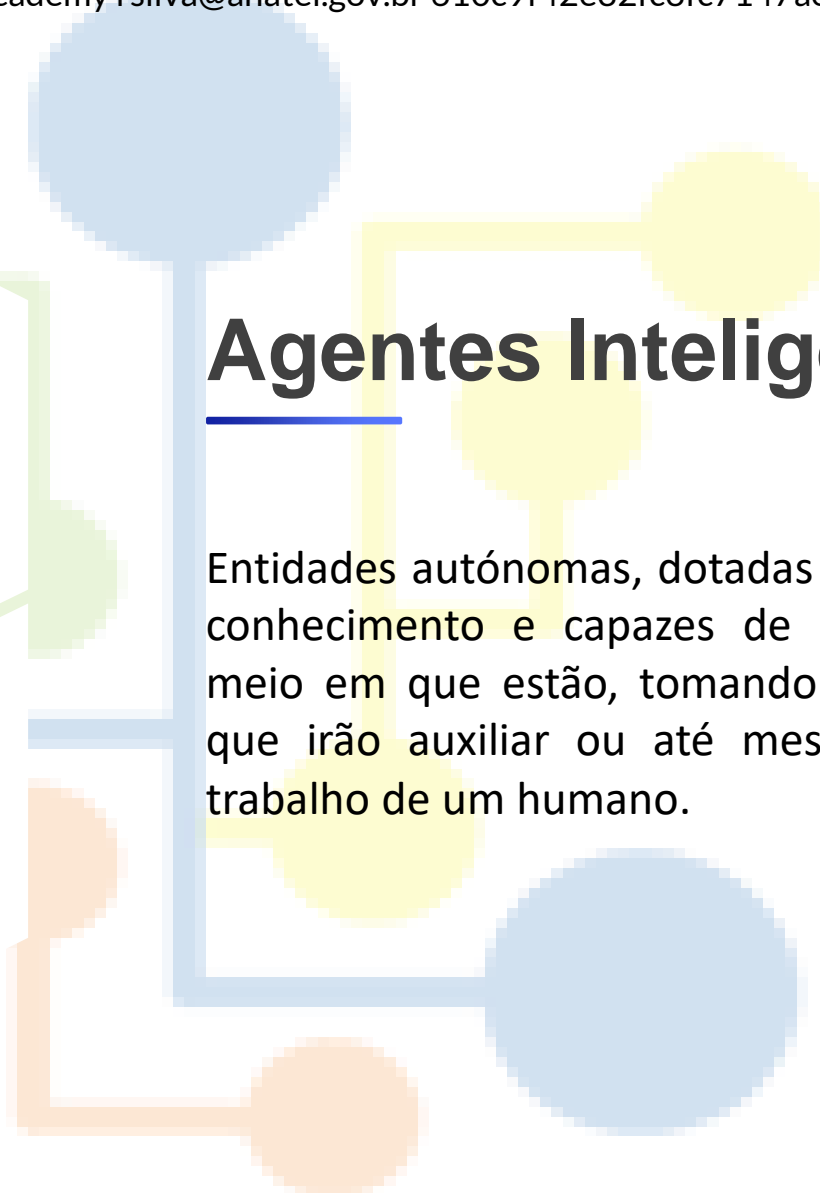 Agentes Intelig
Entidades autónomas, dotadas
conhecimento e capazes de
meio em que estão, tomando
que irão auxiliar ou até mes
trabalho de um humano.